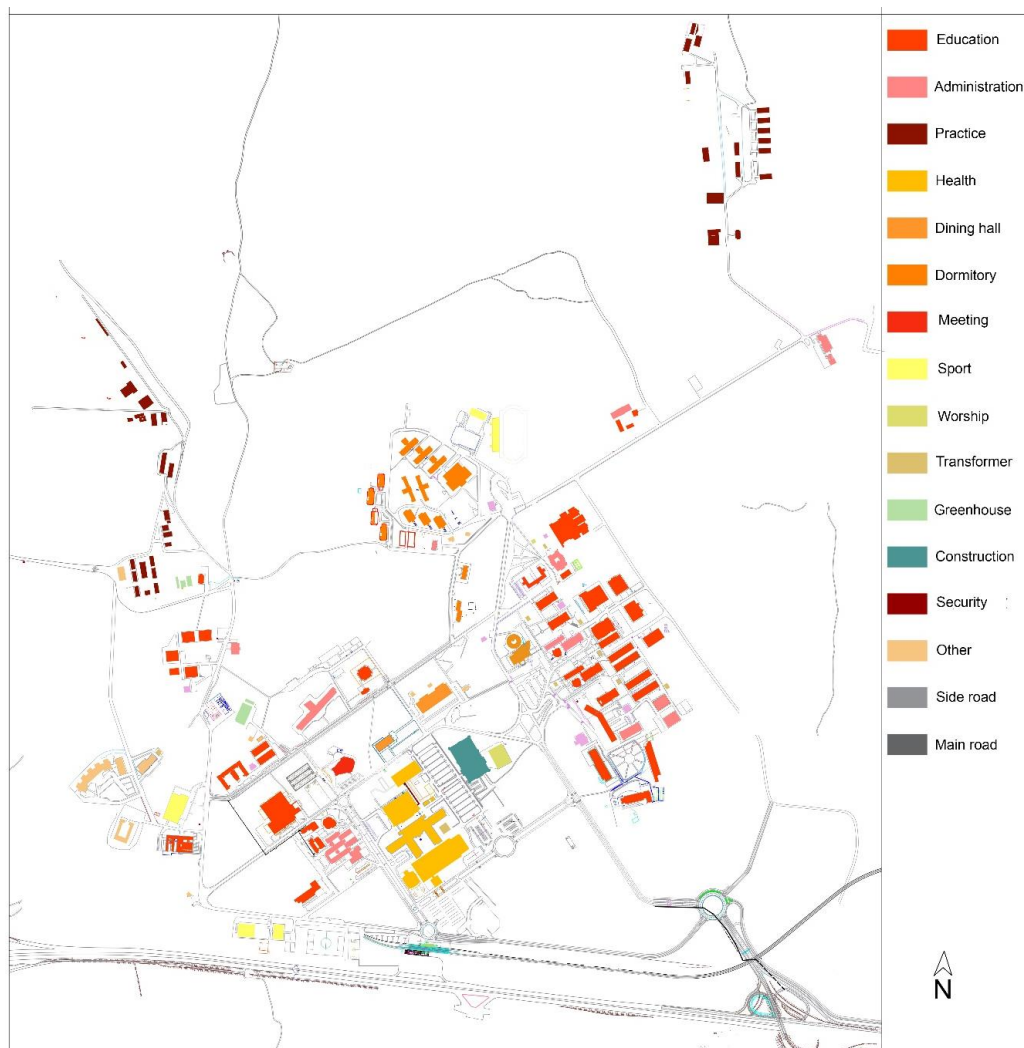 Education
Administration
Practice
Health
Dining hall
Dormitory
Meeting
Sport
Worship
Transformer
Greenhouse
Construction
Security
Other
Side road
Main road
N